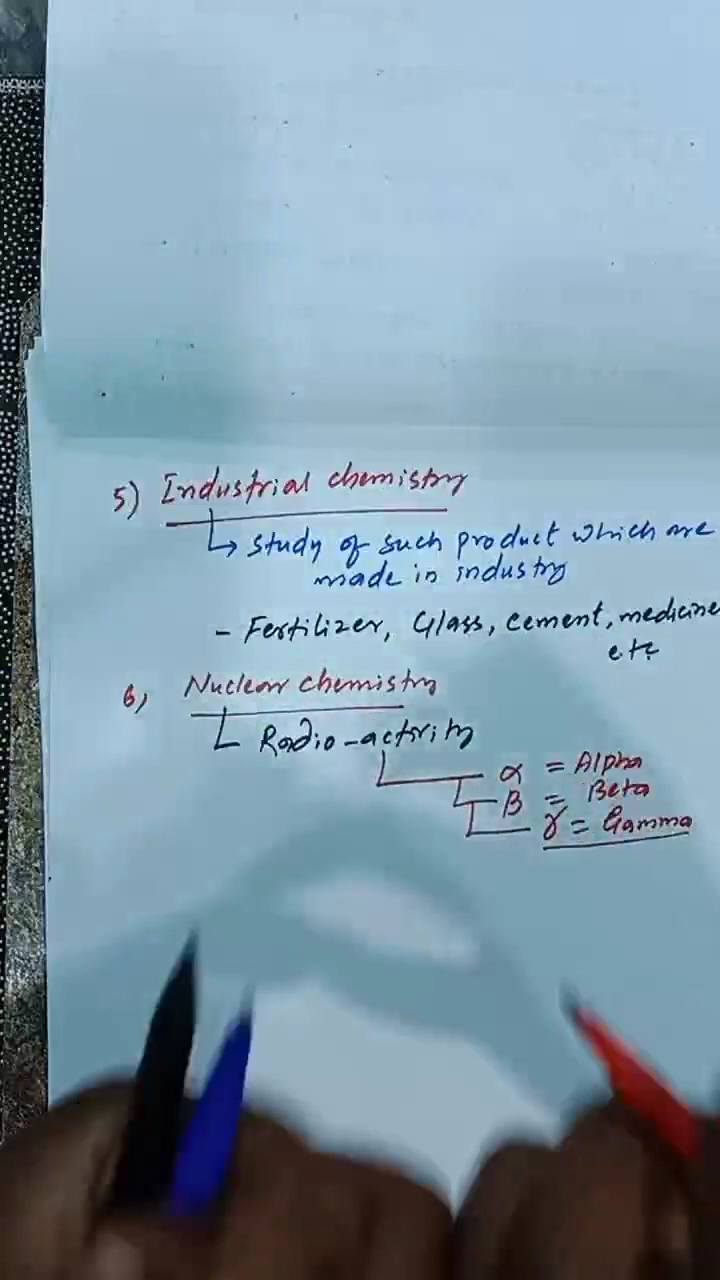 5) Industrial chemistry
↳ study of such product which are
made in industry
- Fertilizer, Glass, cement, medicine
etc
6) Nuclear chemistry
Radio-activity
α = Alpha
β = Beta
γ = Gamma